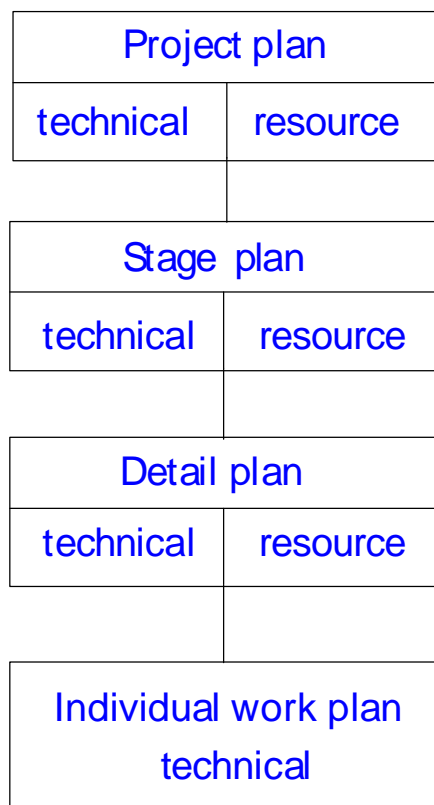 Project plan
technical resource
Stage plan
technical resource
Detail plan
technical resource
Individual work plan
technical